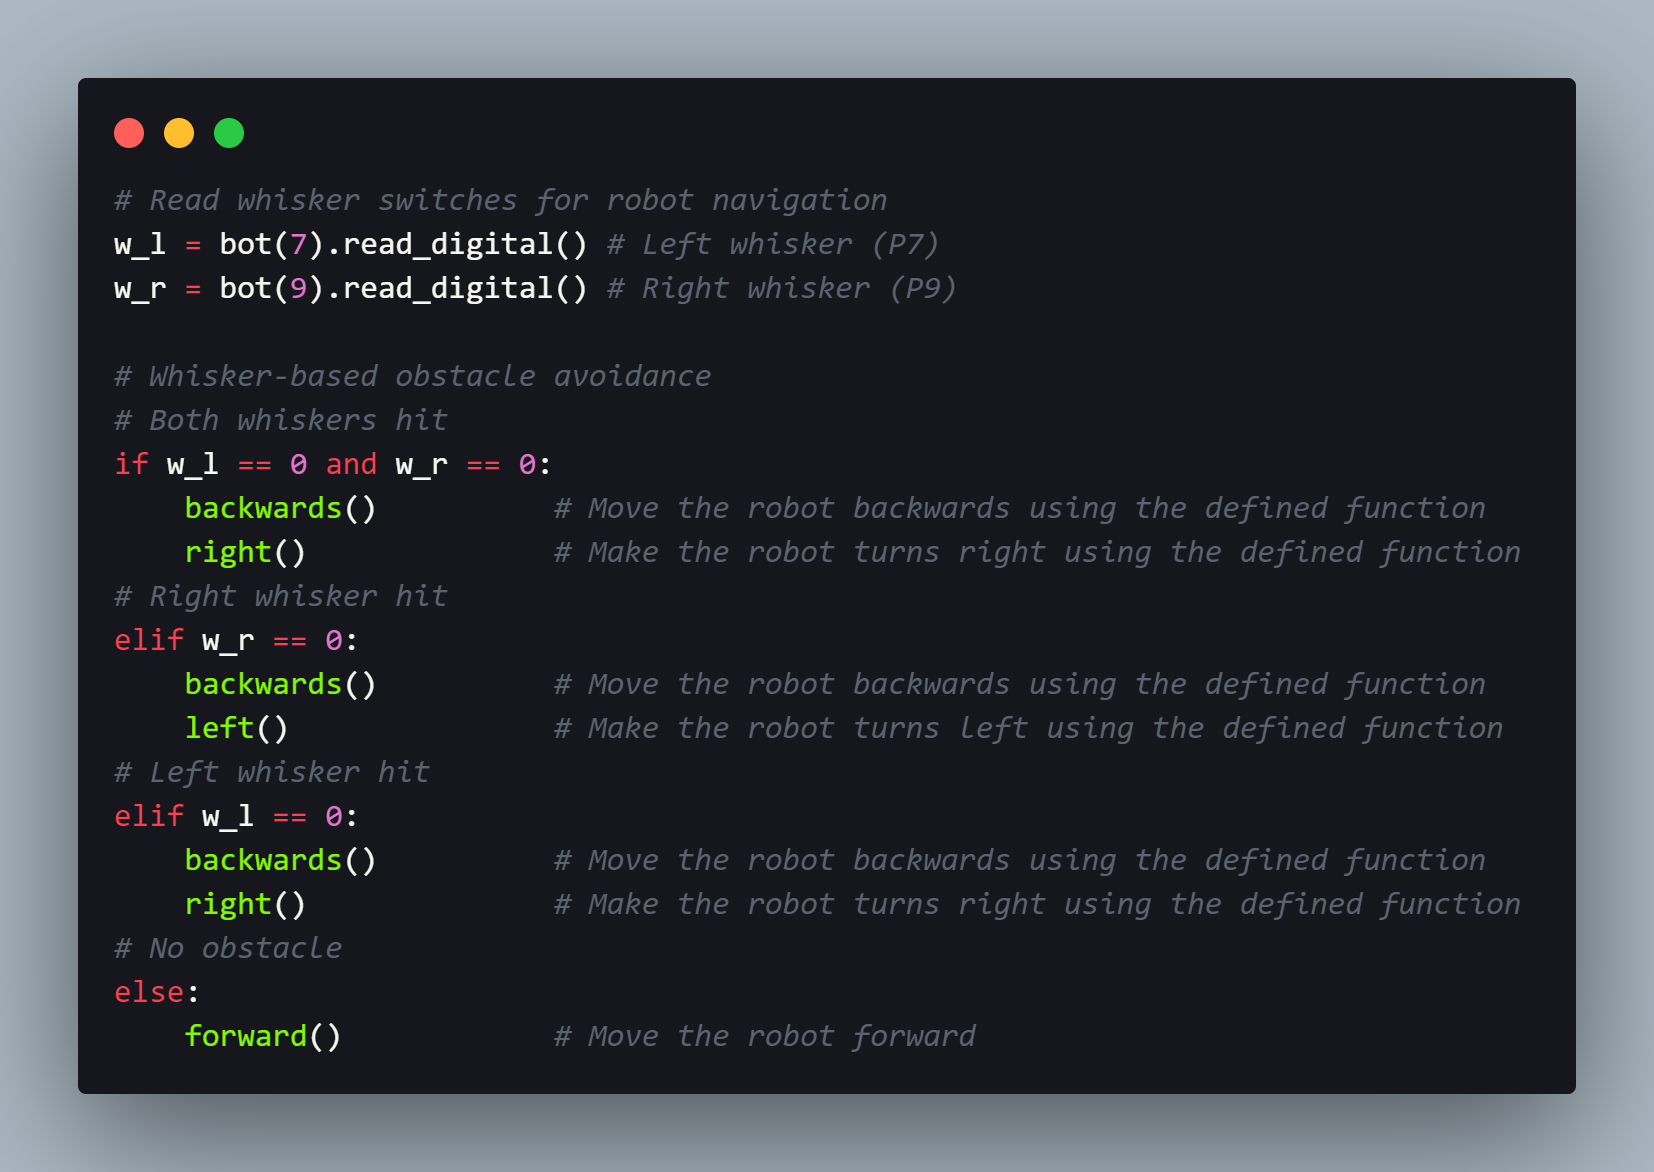 # Read whisker switches for robot navigation
w_l = bot(7).read_digital() # Left whisker (P7)
w_r = bot(9).read_digital() # Right whisker (P9)

# Whisker-based obstacle avoidance
# Both whiskers hit
if w_l == 0 and w_r == 0:
    backwards()          # Move the robot backwards using the defined function
    right()              # Make the robot turns right using the defined function
# Right whisker hit
elif w_r == 0:
    backwards()          # Move the robot backwards using the defined function
    left()               # Make the robot turns left using the defined function
# Left whisker hit
elif w_l == 0:
    backwards()          # Move the robot backwards using the defined function
    right()              # Make the robot turns right using the defined function
# No obstacle
else:
    forward()            # Move the robot forward